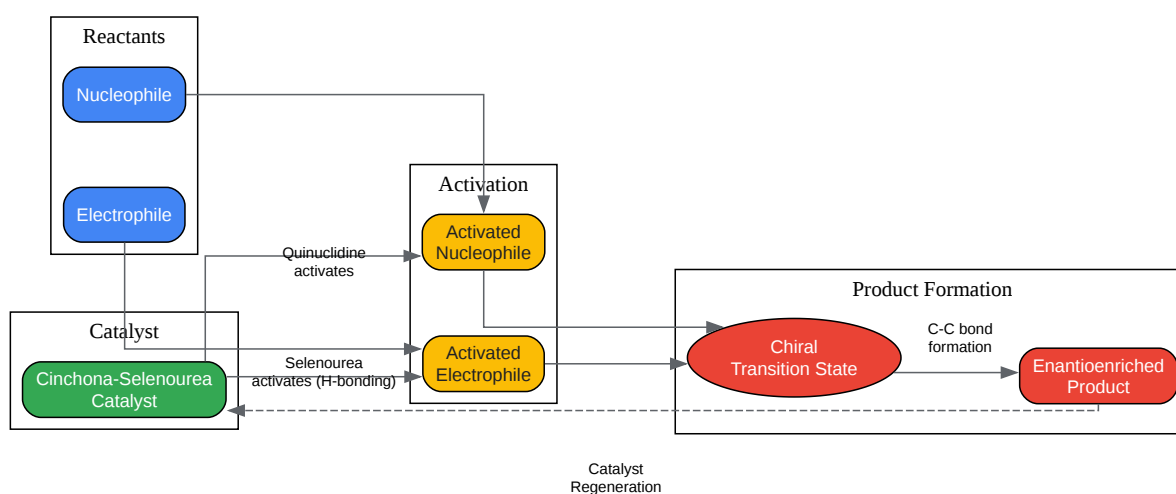 Reactants
Nucleophile
Electrophile
Activation
Activated
Nucleophile
Quinuclidine
activates
Catalyst
Cinchona-Selenourea
Catalyst
Selenourea
activates (H-bonding)
Activated
Electrophile
Product Formation
Chiral
Transition State
C-C bond
formation
Enantioenriched
Product
Catalyst
Regeneration